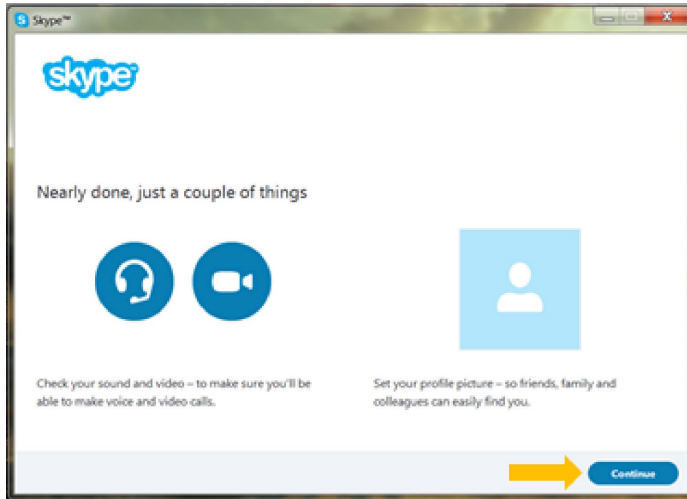 Skype™
skype
Nearly done, just a couple of things
Check your sound and video – to make sure you'll be
able to make voice and video calls.
Set your profile picture – so friends, family and
colleagues can easily find you.
Continue